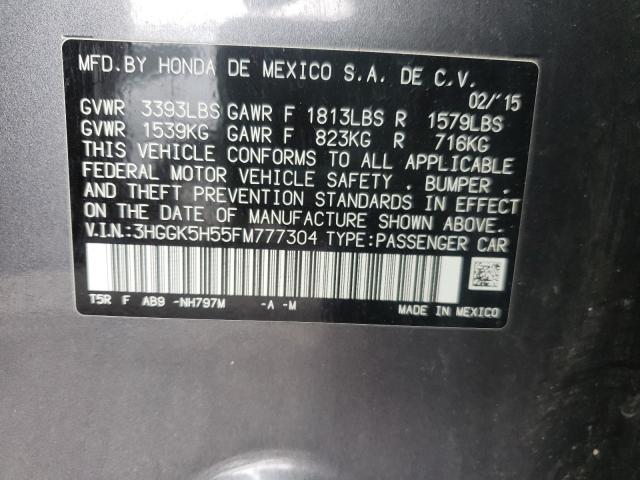 MFD.BY HONDA DE MEXICO S.A. DE C.V.
02/'15
GVWR 3393LBS GAWR F 1813LBS R 1579LBS
GVWR 1539KG GAWR F 823KG R 716KG
THIS VEHICLE CONFORMS TO ALL APPLICABLE
FEDERAL MOTOR VEHICLE SAFETY . BUMPER .
AND THEFT PREVENTION STANDARDS IN EFFECT
ON THE DATE OF MANUFACTURE SHOWN ABOVE.
V.I.N.:3HGGK5H55FM777304 TYPE:PASSENGER CAR
T5R F AB9 -NH797M -A -M
MADE IN MEXICO